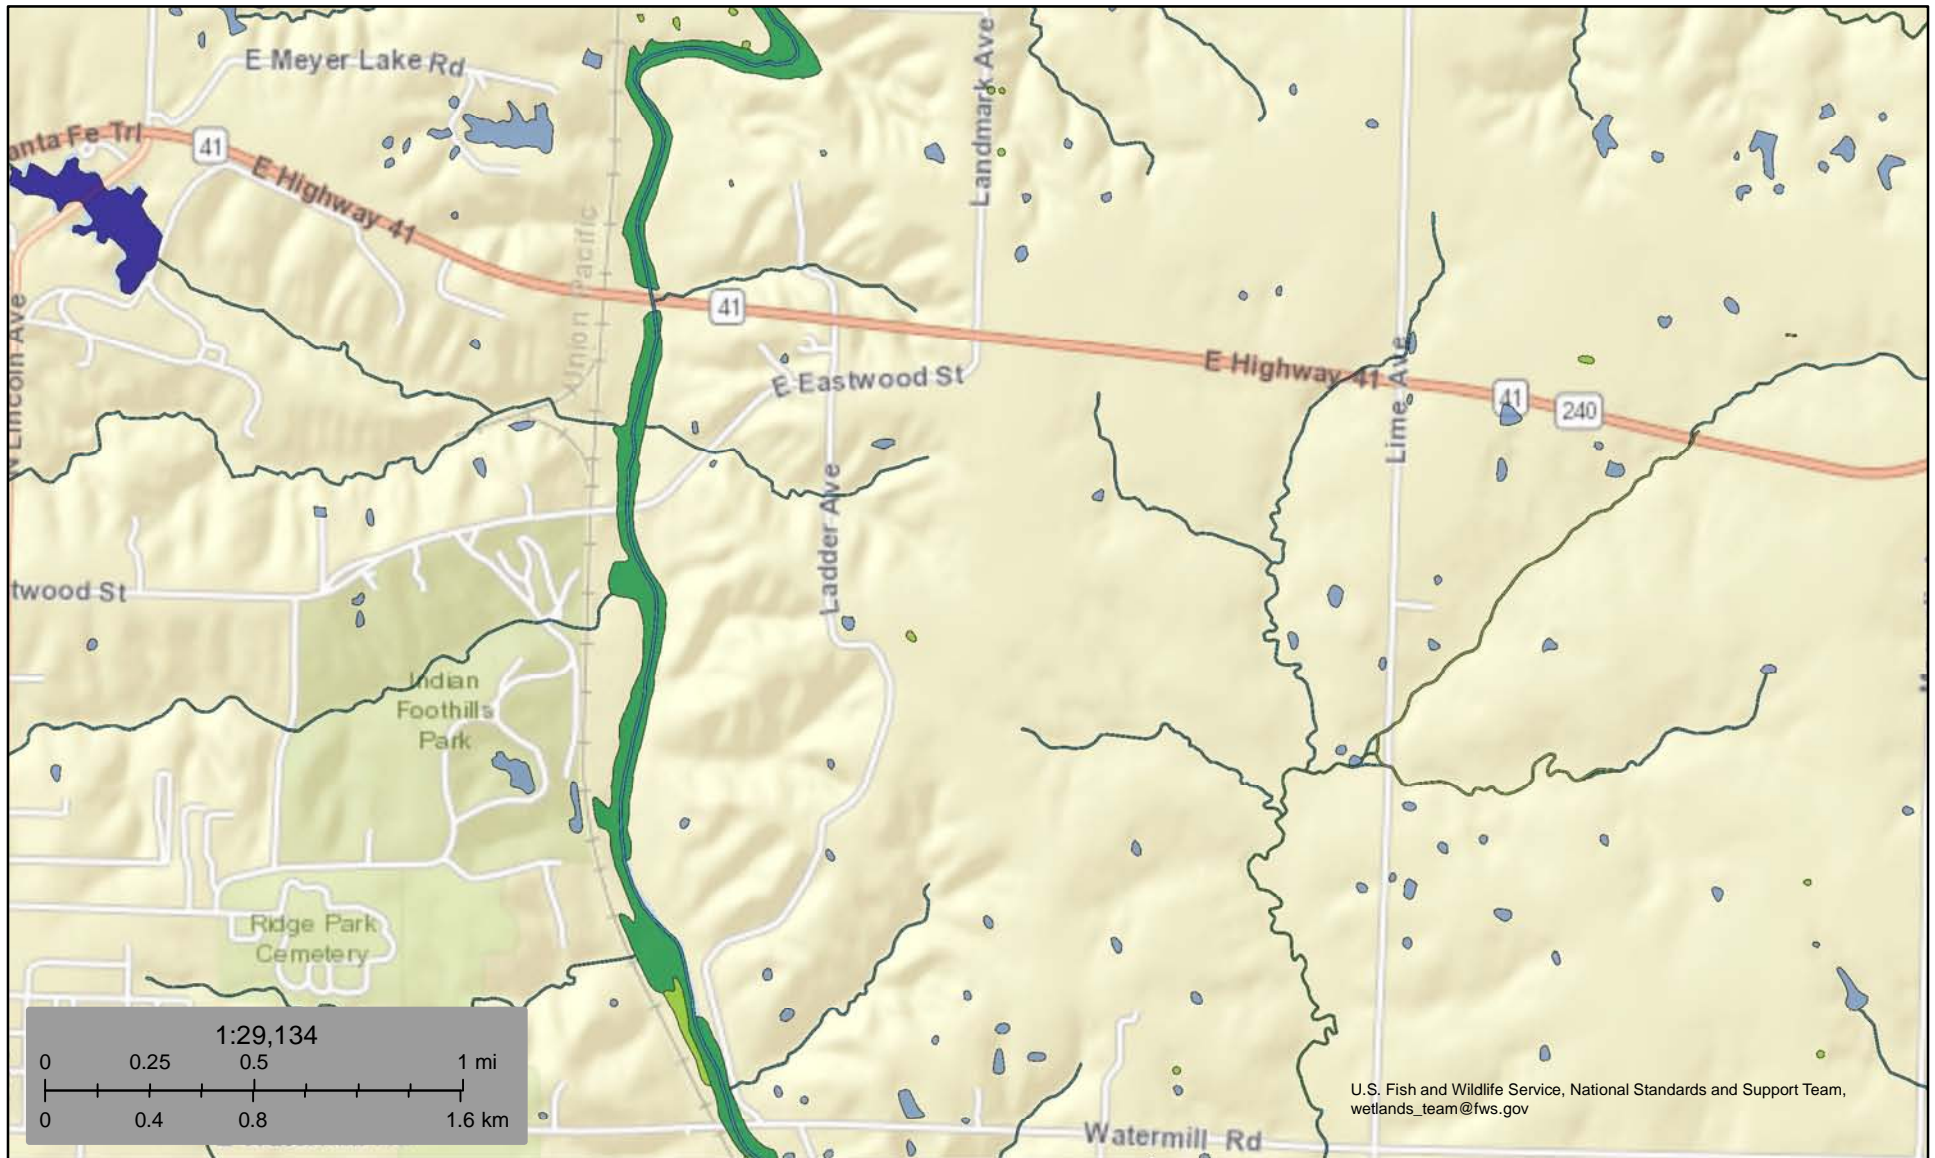 E Meyer Lake Rd
Landmark Ave
anta Fe Trl
41
E Highway 41
Union Pacific
41
N Lincoln Ave
E Eastwood St
E Highway 41
41
240
Lime Ave
Ladder Ave
twood St
Indian
Foothills
Park
Ridge Park
Cemetery
1:29,134
0 0.25 0.5 1 mi
0 0.4 0.8 1.6 km
U.S. Fish and Wildlife Service, National Standards and Support Team,
wetlands_team@fws.gov
Watermill Rd